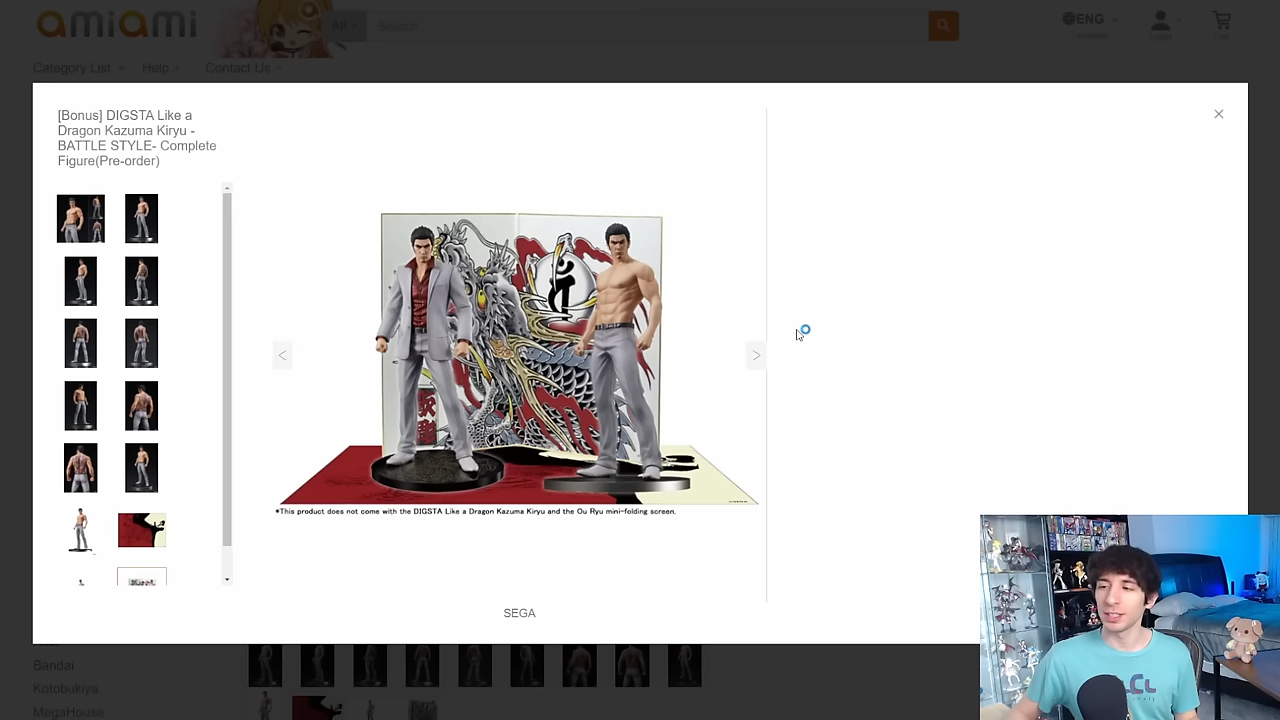 amiami
All
Search
ENG
Category List
Help
Contact Us
[Bonus] DIGSTA Like a
Dragon Kazuma Kiryu -
BATTLE STYLE- Complete
Figure(Pre-order)
*This product does not come with the DIGSTA Like a Dragon Kazuma Kiryu and the Ou Ryu mini-folding screen.
SEGA
Bandai
Kotobukiya
MegaHouse